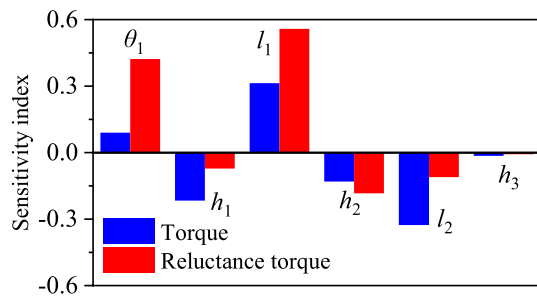 0.6
0.3
0.0
-0.3
-0.6
Sensitivity index
θ1
h1
l1
h2
l2
h3
Torque
Reluctance torque